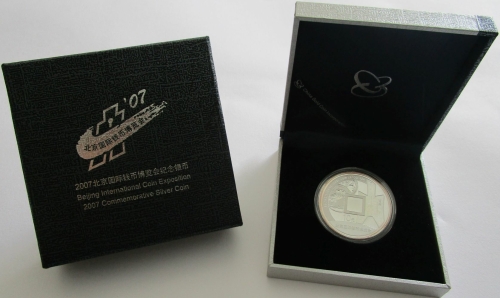 '07
北京国际钱币博览会
2007北京国际钱币博览会纪念银币
Beijing International Coin Exposition
2007 Commemorative Silver Coin